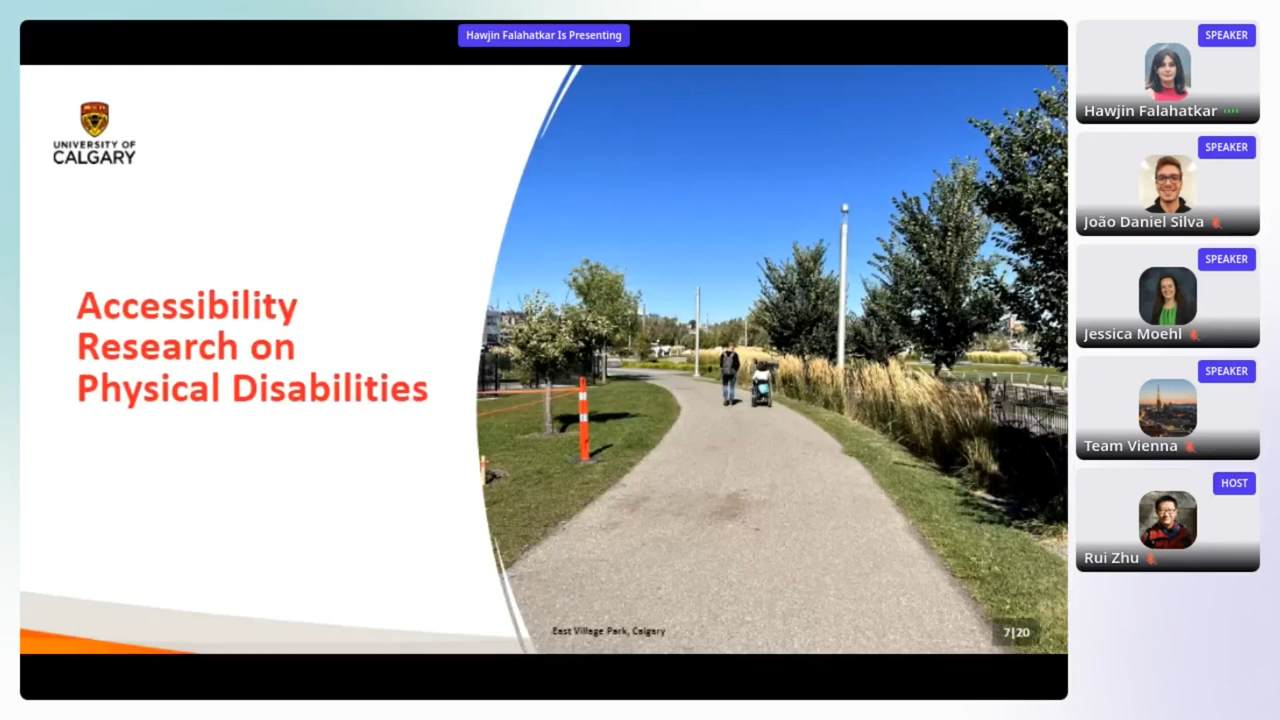 Hawjin Falahatkar Is Presenting
UNIVERSITY OF
CALGARY
Accessibility
Research on
Physical Disabilities
East Village Park, Calgary
7|20
SPEAKER
Hawjin Falahatkar
SPEAKER
João Daniel Silva
SPEAKER
Jessica Moehl
SPEAKER
Team Vienna
HOST
Rui Zhu